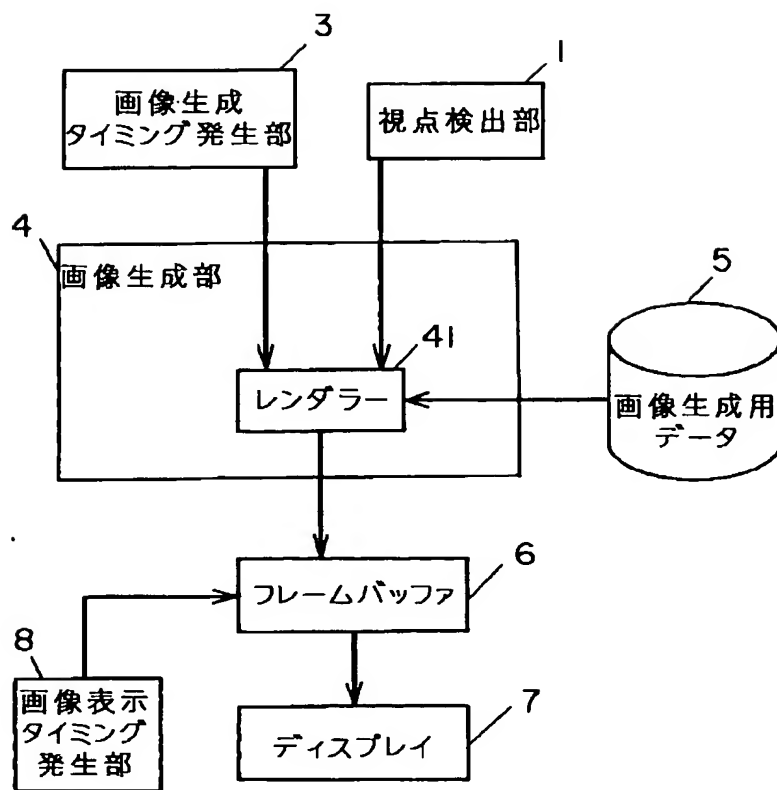 3
画像生成
タイミング発生部
1
視点検出部
4
画像生成部
5
画像生成用
データ
41
レンダラー
6
フレームバッファ
8
画像表示
タイミング
発生部
7
ディスプレイ